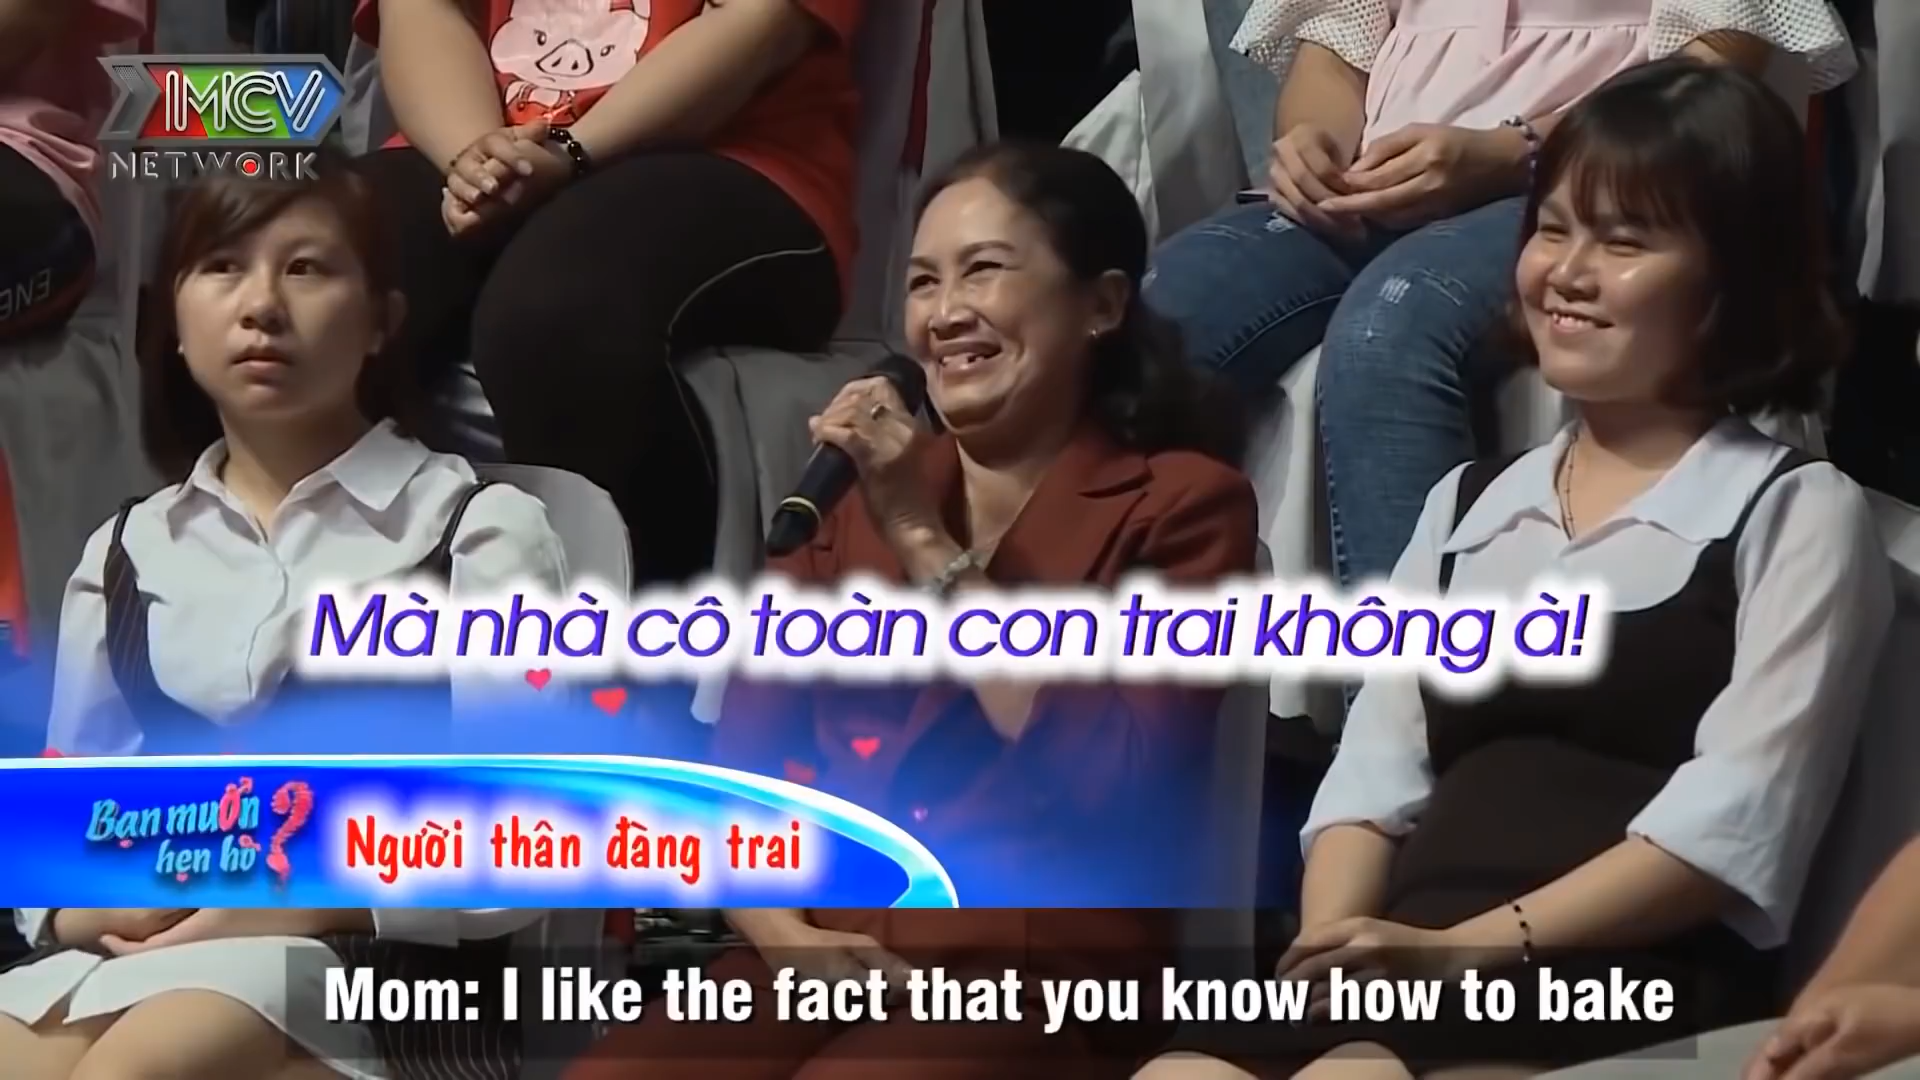 MCV
NETWORK
Mà nhà cô toàn con trai không à!
Bạn muốn
hẹn hò?
Người thân đàng trai
Mom: I like the fact that you know how to bake